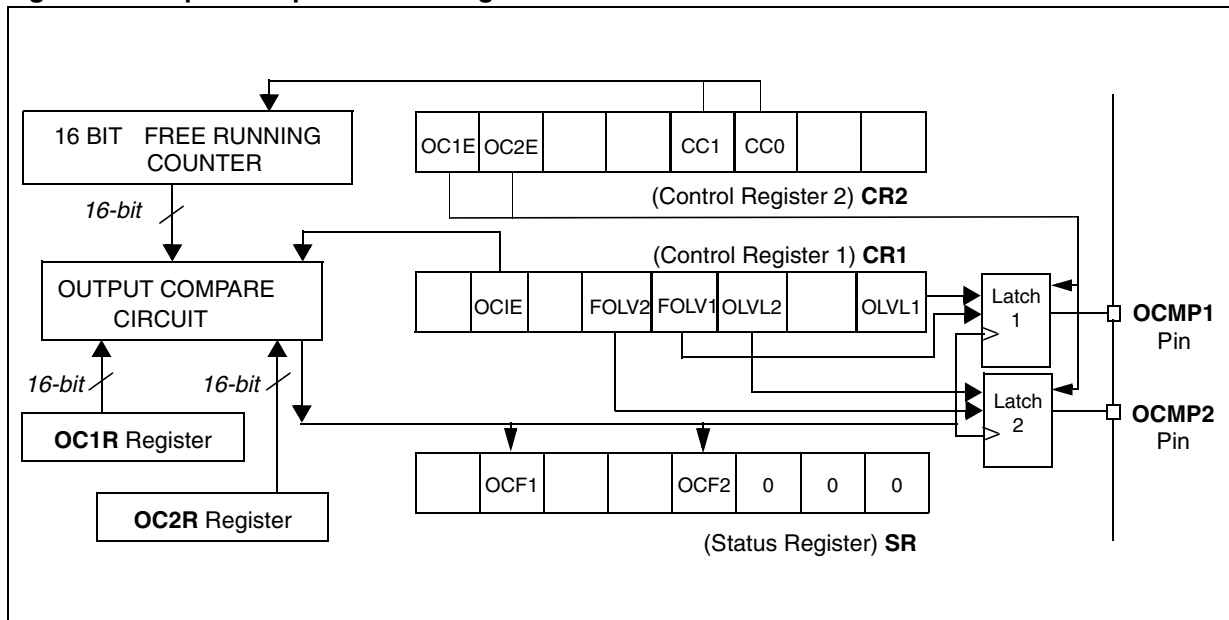 16 BIT FREE RUNNING
COUNTER
OC1E OC2E CC1 CC0
(Control Register 2) CR2
16-bit
(Control Register 1) CR1
OUTPUT COMPARE
CIRCUIT
OCIE FOLV2 FOLV1 OLVL2 OLVL1
Latch
1
OCMP1
Pin
16-bit 16-bit
Latch
2
OCMP2
Pin
OC1R Register
OCF1 OCF2 0 0 0
OC2R Register
(Status Register) SR